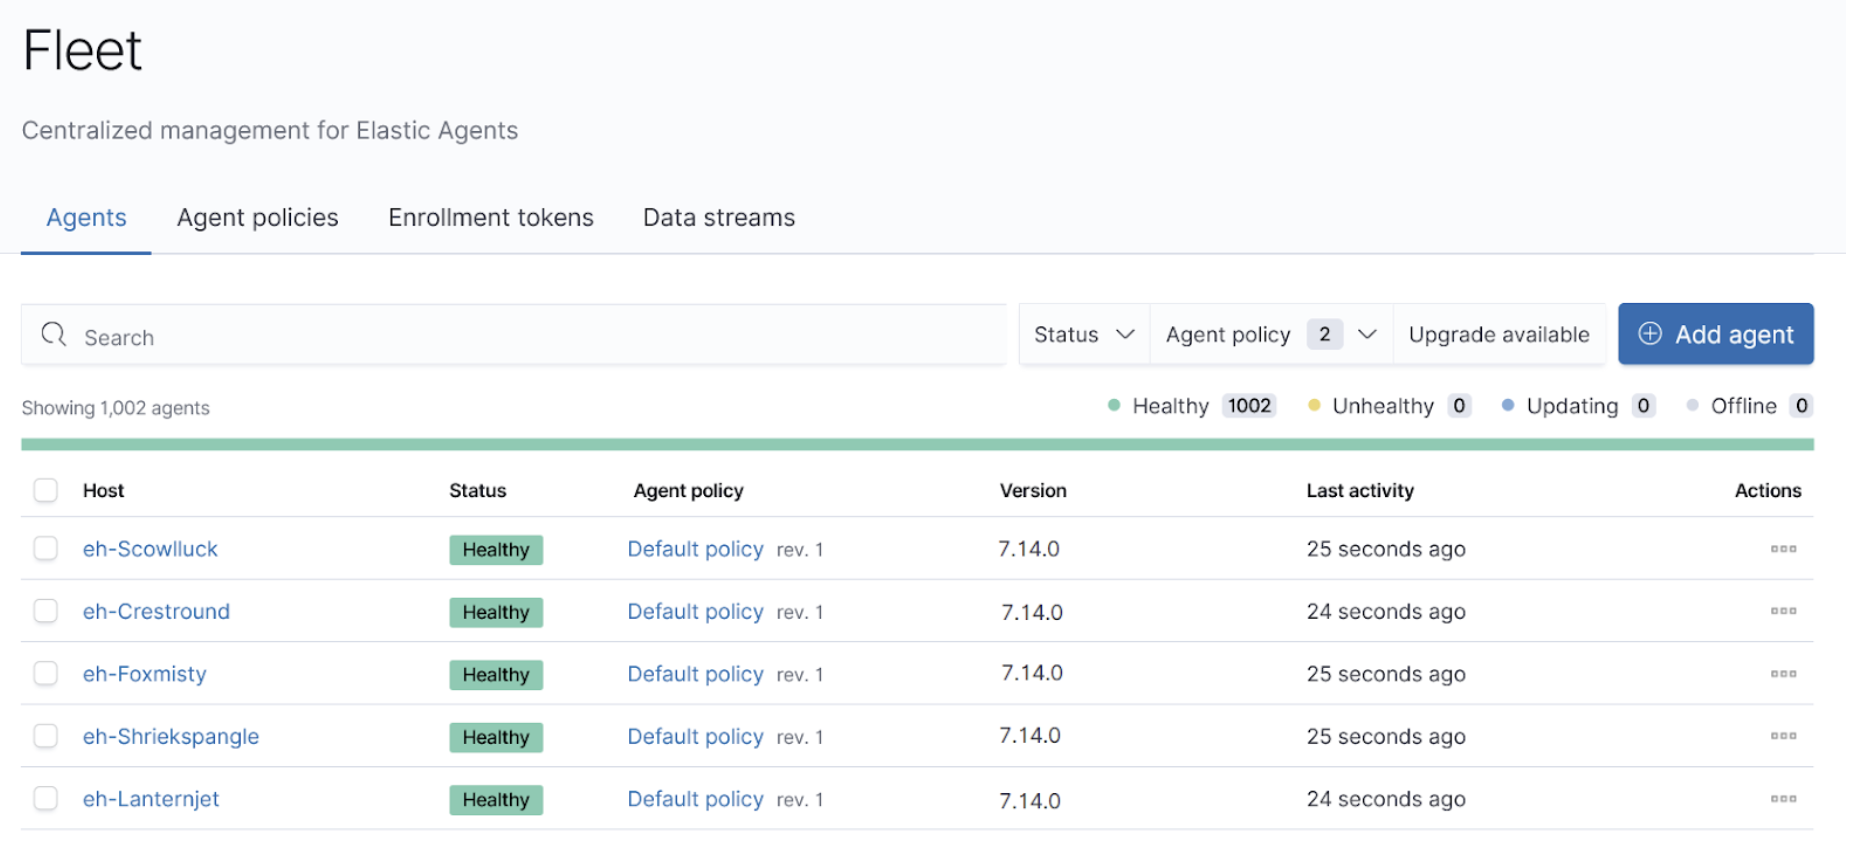 Fleet
Centralized management for Elastic Agents
Agents Agent policies Enrollment tokens Data streams
Search Status Agent policy 2 Upgrade available Add agent
Showing 1,002 agents Healthy 1002 Unhealthy 0 Updating 0 Offline 0
Host Status Agent policy Version Last activity Actions
eh-Scowlluck Healthy Default policy rev. 1 7.14.0 25 seconds ago
eh-Crestround Healthy Default policy rev. 1 7.14.0 24 seconds ago
eh-Foxmisty Healthy Default policy rev. 1 7.14.0 25 seconds ago
eh-Shriekspangle Healthy Default policy rev. 1 7.14.0 25 seconds ago
eh-Lanternjet Healthy Default policy rev. 1 7.14.0 24 seconds ago